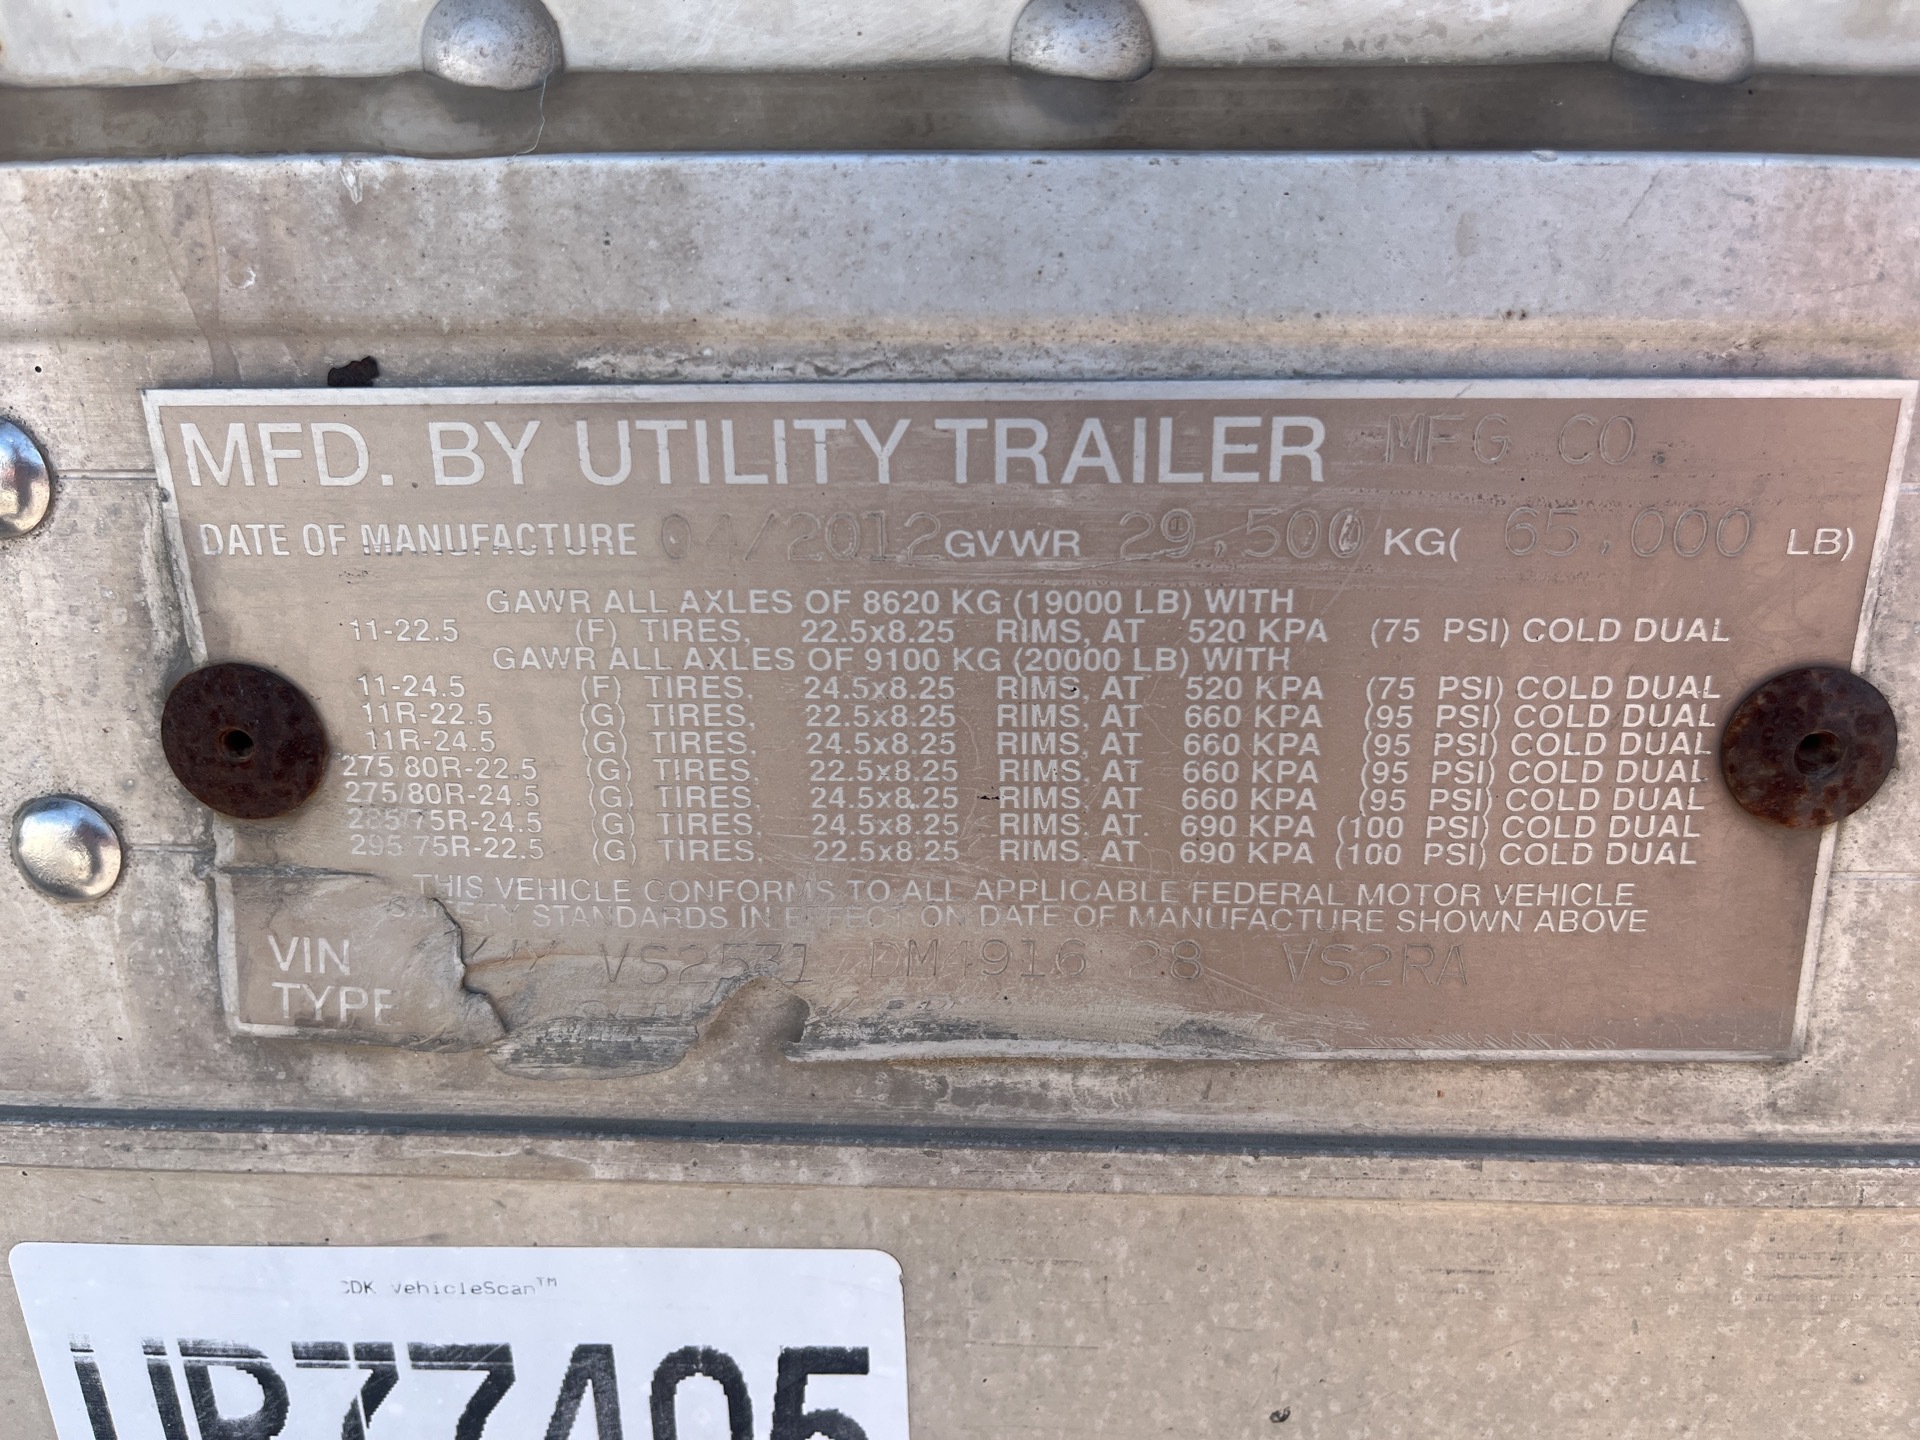 MFD. BY UTILITY TRAILER MFG CO.
DATE OF MANUFACTURE /2012 GVWR 29,500 KG( 65,000 LB)
GAWR ALL AXLES OF 8620 KG (19000 LB) WITH
11-22.5 (F) TIRES, 22.5x8.25 RIMS, AT 520 KPA (75 PSI) COLD DUAL
GAWR ALL AXLES OF 9100 KG (20000 LB) WITH
11-24.5 (F) TIRES. 24.5x8.25 RIMS, AT 520 KPA (75 PSI) COLD DUAL
11R-22.5 (G) TIRES, 22.5x8.25 RIMS, AT 660 KPA (95 PSI) COLD DUAL
11R-24.5 (G) TIRES, 24.5x8.25 RIMS, AT 660 KPA (95 PSI) COLD DUAL
275/80R-22.5 (G) TIRES, 22.5x8.25 RIMS, AT 660 KPA (95 PSI) COLD DUAL
275/80R-24.5 (G) TIRES, 24.5x8.25 RIMS, AT 660 KPA (95 PSI) COLD DUAL
285/75R-24.5 (G) TIRES, 24.5x8.25 RIMS, AT 690 KPA (100 PSI) COLD DUAL
295/75R-22.5 (G) TIRES, 22.5x8.25 RIMS. AT 690 KPA (100 PSI) COLD DUAL
THIS VEHICLE CONFORMS TO ALL APPLICABLE FEDERAL MOTOR VEHICLE
SAFETY STANDARDS IN EFFECT ON DATE OF MANUFACTURE SHOWN ABOVE
VIN VS2531 DM4916 28 VS2RA
TYPE
CDK vehicleScan™
UR77405